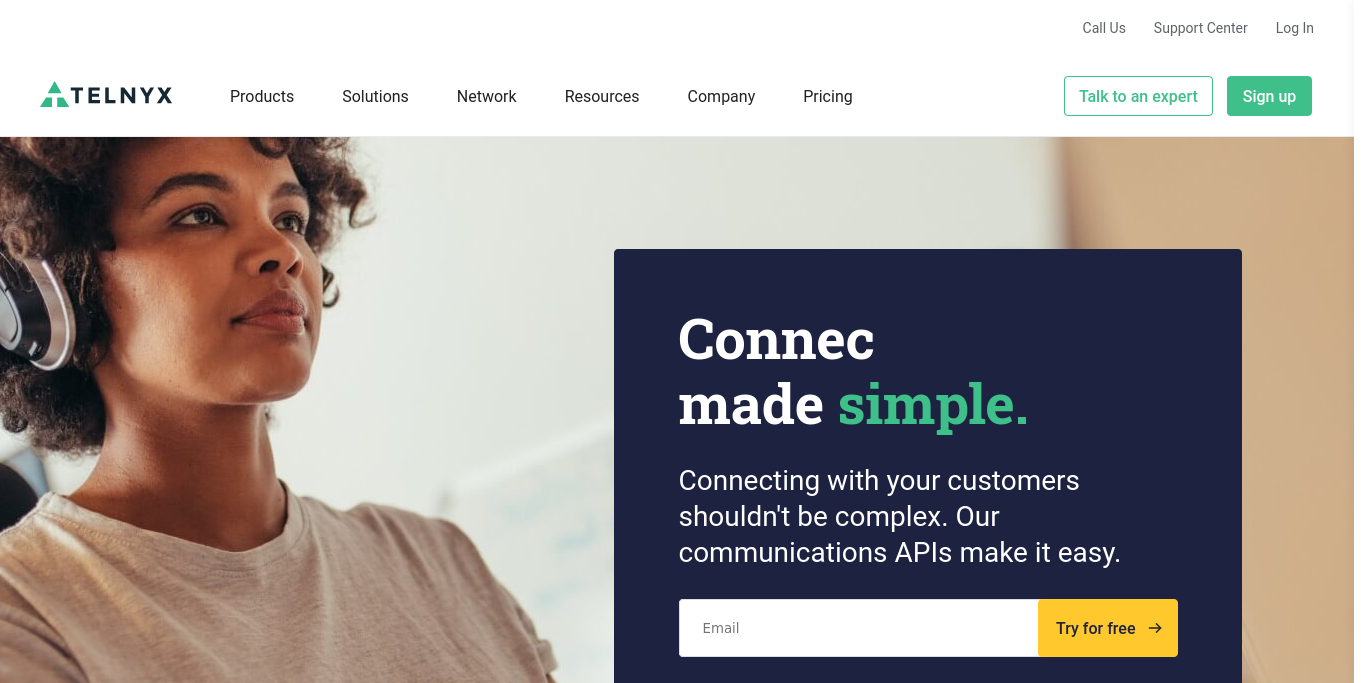 Call Us Support Center Log In
TELNYX Products Solutions Network Resources Company Pricing Talk to an expert Sign up
Connec
made simple.
Connecting with your customers
shouldn't be complex. Our
communications APIs make it easy.
Email Try for free →